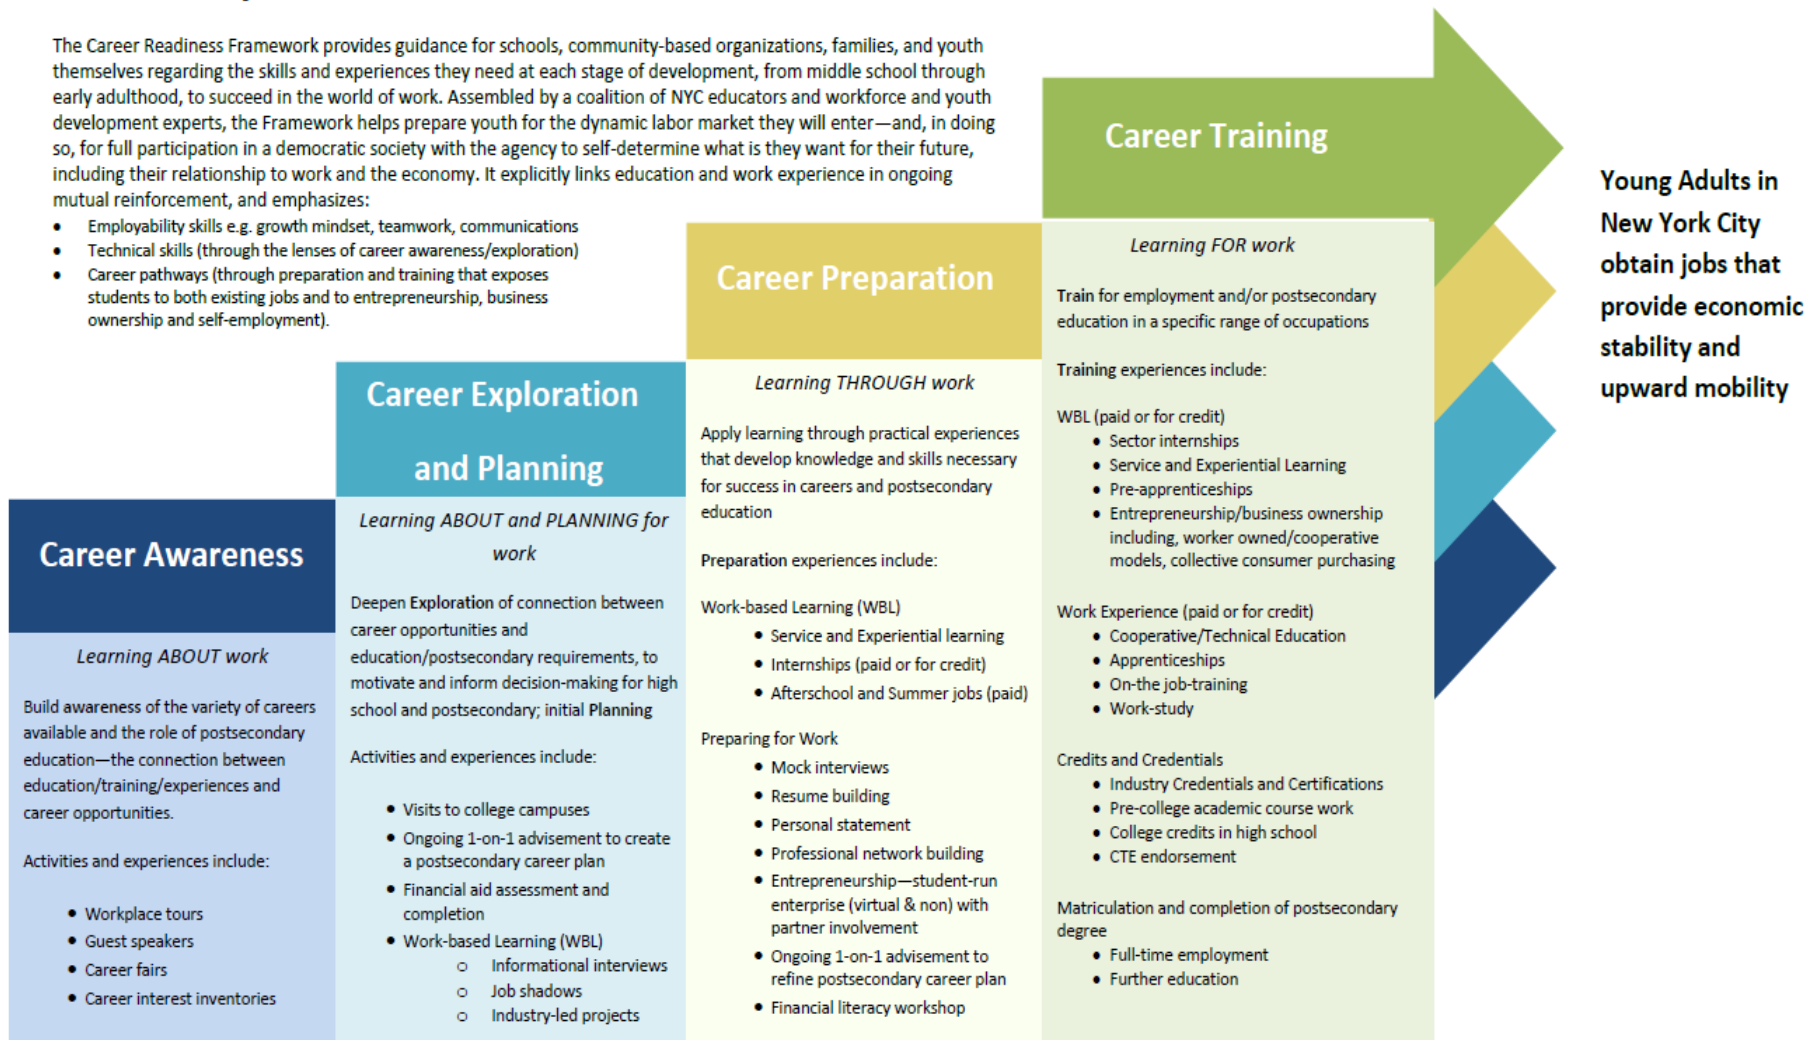 The Career Readiness Framework provides guidance for schools, community-based organizations, families, and youth
themselves regarding the skills and experiences they need at each stage of development, from middle school through
early adulthood, to succeed in the world of work. Assembled by a coalition of NYC educators and workforce and youth
development experts, the Framework helps prepare youth for the dynamic labor market they will enter—and, in doing
so, for full participation in a democratic society with the agency to self-determine what is they want for their future,
including their relationship to work and the economy. It explicitly links education and work experience in ongoing
mutual reinforcement, and emphasizes:
• Employability skills e.g. growth mindset, teamwork, communications
• Technical skills (through the lenses of career awareness/exploration)
• Career pathways (through preparation and training that exposes
students to both existing jobs and to entrepreneurship, business
ownership and self-employment).
Career Awareness
Learning ABOUT work
Build awareness of the variety of careers
available and the role of postsecondary
education—the connection between
education/training/experiences and
career opportunities.
Activities and experiences include:
• Workplace tours
• Guest speakers
• Career fairs
• Career interest inventories
Career Exploration
and Planning
Learning ABOUT and PLANNING for
work
Deepen Exploration of connection between
career opportunities and
education/postsecondary requirements, to
motivate and inform decision-making for high
school and postsecondary; initial Planning
Activities and experiences include:
• Visits to college campuses
• Ongoing 1-on-1 advisement to create
a postsecondary career plan
• Financial aid assessment and
completion
• Work-based Learning (WBL)
o Informational interviews
o Job shadows
o Industry-led projects
Career Preparation
Learning THROUGH work
Apply learning through practical experiences
that develop knowledge and skills necessary
for success in careers and postsecondary
education
Preparation experiences include:
Work-based Learning (WBL)
• Service and Experiential learning
• Internships (paid or for credit)
• Afterschool and Summer jobs (paid)
Preparing for Work
• Mock interviews
• Resume building
• Personal statement
• Professional network building
• Entrepreneurship—student-run
enterprise (virtual & non) with
partner involvement
• Ongoing 1-on-1 advisement to
refine postsecondary career plan
• Financial literacy workshop
Career Training
Learning FOR work
Train for employment and/or postsecondary
education in a specific range of occupations
Training experiences include:
WBL (paid or for credit)
• Sector internships
• Service and Experiential Learning
• Pre-apprenticeships
• Entrepreneurship/business ownership
including, worker owned/cooperative
models, collective consumer purchasing
Work Experience (paid or for credit)
• Cooperative/Technical Education
• Apprenticeships
• On-the job-training
• Work-study
Credits and Credentials
• Industry Credentials and Certifications
• Pre-college academic course work
• College credits in high school
• CTE endorsement
Matriculation and completion of postsecondary
degree
• Full-time employment
• Further education
Young Adults in
New York City
obtain jobs that
provide economic
stability and
upward mobility